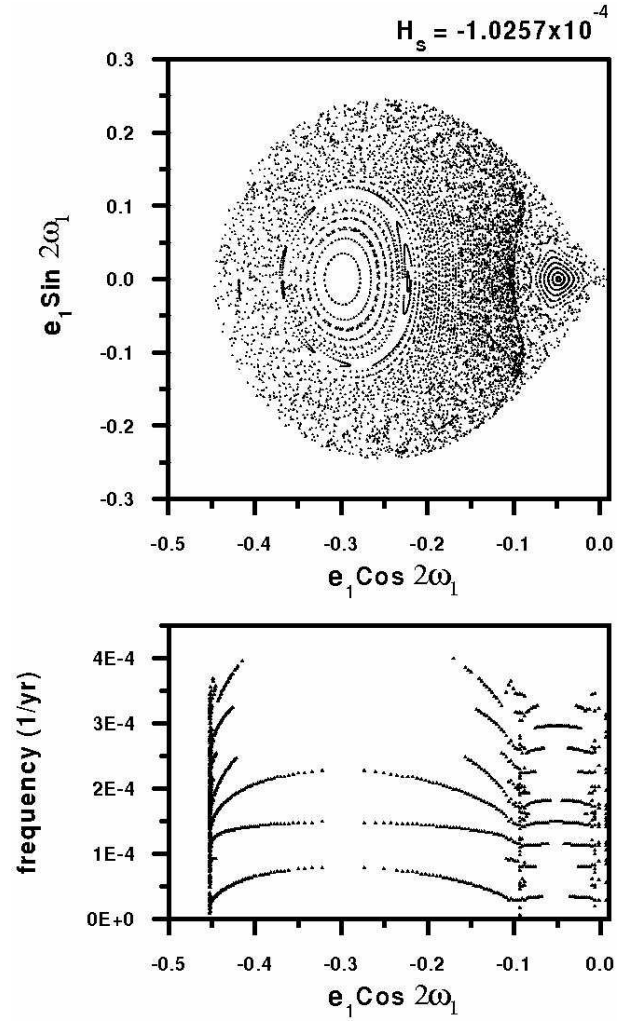 H_s = -1.0257x10^-4
0.3
0.2
0.1
0.0
-0.1
-0.2
-0.3
e_1 Sin 2ω_1
-0.5 -0.4 -0.3 -0.2 -0.1 0.0
e_1 Cos 2ω_1
4E-4
3E-4
2E-4
1E-4
0E+0
frequency (1/yr)
-0.5 -0.4 -0.3 -0.2 -0.1 0.0
e_1 Cos 2ω_1